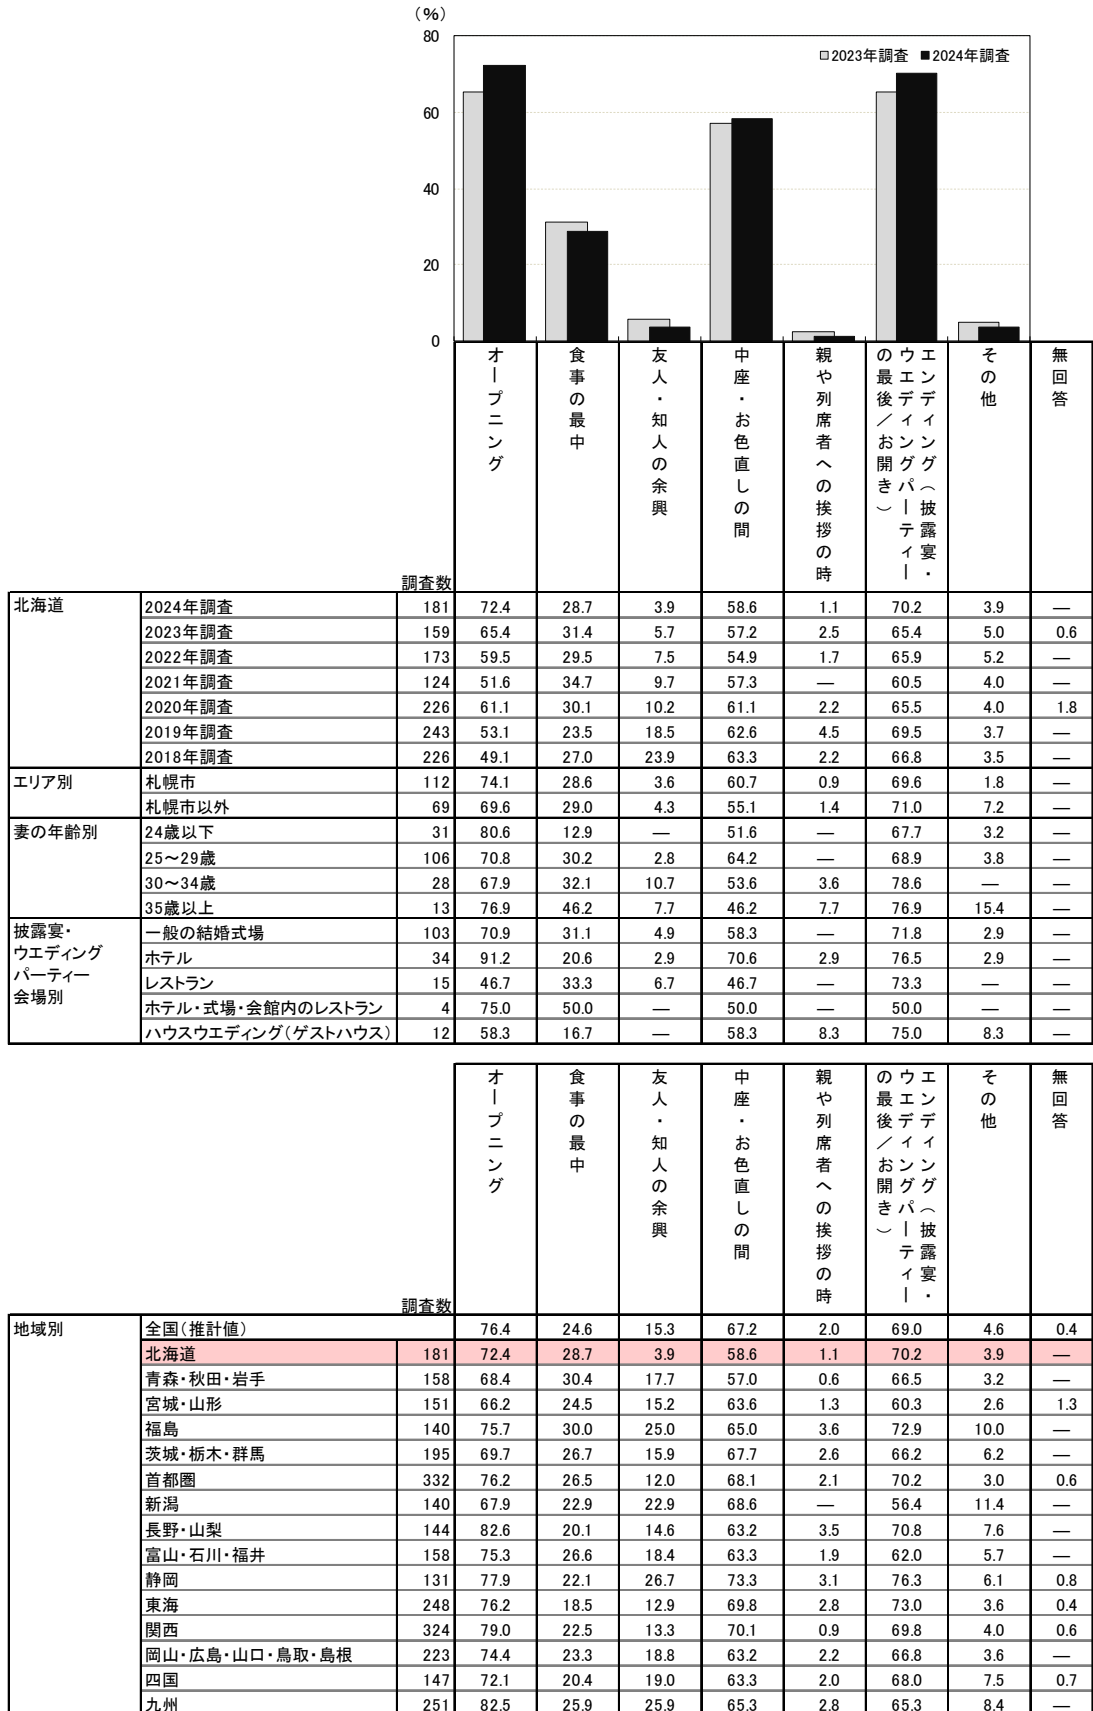 (%)
80
60
40
20
0
2023年調査 2024年調査
オープニング
食事の最中
友人・知人の余興
中座・お色直しの間
親や列席者への挨拶の時
エンディング(披露宴・
ウエディングパーティー
の最後/お開き)
その他
無回答
調査数
北海道 2024年調査 181 72.4 28.7 3.9 58.6 1.1 70.2 3.9 ―
2023年調査 159 65.4 31.4 5.7 57.2 2.5 65.4 5.0 0.6
2022年調査 173 59.5 29.5 7.5 54.9 1.7 65.9 5.2 ―
2021年調査 124 51.6 34.7 9.7 57.3 ― 60.5 4.0 ―
2020年調査 226 61.1 30.1 10.2 61.1 2.2 65.5 4.0 1.8
2019年調査 243 53.1 23.5 18.5 62.6 4.5 69.5 3.7 ―
2018年調査 226 49.1 27.0 23.9 63.3 2.2 66.8 3.5 ―
エリア別 札幌市 112 74.1 28.6 3.6 60.7 0.9 69.6 1.8 ―
札幌市以外 69 69.6 29.0 4.3 55.1 1.4 71.0 7.2 ―
妻の年齢別 24歳以下 31 80.6 12.9 ― 51.6 ― 67.7 3.2 ―
25~29歳 106 70.8 30.2 2.8 64.2 ― 68.9 3.8 ―
30~34歳 28 67.9 32.1 10.7 53.6 3.6 78.6 ― ―
35歳以上 13 76.9 46.2 7.7 46.2 7.7 76.9 15.4 ―
披露宴・ 一般の結婚式場 103 70.9 31.1 4.9 58.3 ― 71.8 2.9 ―
ウエディング ホテル 34 91.2 20.6 2.9 70.6 2.9 76.5 2.9 ―
パーティー レストラン 15 46.7 33.3 6.7 46.7 ― 73.3 ― ―
会場別 ホテル・式場・会館内のレストラン 4 75.0 50.0 ― 50.0 ― 50.0 ― ―
ハウスウエディング(ゲストハウス) 12 58.3 16.7 ― 58.3 8.3 75.0 8.3 ―
オープニング
食事の最中
友人・知人の余興
中座・お色直しの間
親や列席者への挨拶の時
エンディング(披露宴・
ウエディングパーティー
の最後/お開き)
その他
無回答
調査数
地域別 全国(推計値) 76.4 24.6 15.3 67.2 2.0 69.0 4.6 0.4
北海道 181 72.4 28.7 3.9 58.6 1.1 70.2 3.9 ―
青森・秋田・岩手 158 68.4 30.4 17.7 57.0 0.6 66.5 3.2 ―
宮城・山形 151 66.2 24.5 15.2 63.6 1.3 60.3 2.6 1.3
福島 140 75.7 30.0 25.0 65.0 3.6 72.9 10.0 ―
茨城・栃木・群馬 195 69.7 26.7 15.9 67.7 2.6 66.2 6.2 ―
首都圏 332 76.2 26.5 12.0 68.1 2.1 70.2 3.0 0.6
新潟 140 67.9 22.9 22.9 68.6 ― 56.4 11.4 ―
長野・山梨 144 82.6 20.1 14.6 63.2 3.5 70.8 7.6 ―
富山・石川・福井 158 75.3 26.6 18.4 63.3 1.9 62.0 5.7 ―
静岡 131 77.9 22.1 26.7 73.3 3.1 76.3 6.1 0.8
東海 248 76.2 18.5 12.9 69.8 2.8 73.0 3.6 0.4
関西 324 79.0 22.5 13.3 70.1 0.9 69.8 4.0 0.6
岡山・広島・山口・鳥取・島根 223 74.4 23.3 18.8 63.2 2.2 66.8 3.6 ―
四国 147 72.1 20.4 19.0 63.3 2.0 68.0 7.5 0.7
九州 251 82.5 25.9 25.9 65.3 2.8 65.3 8.4 ―